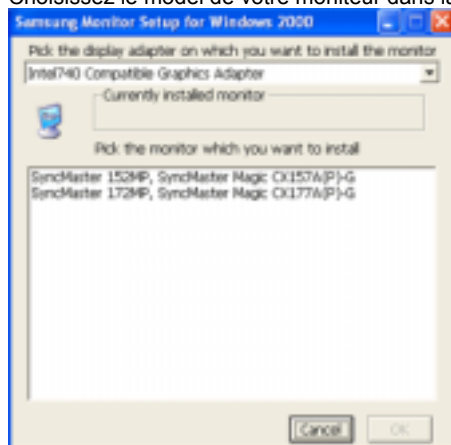 Choisissez le model de votre moniteur dans la
Samsung Monitor Setup for Windows 2000
Pick the display adapter on which you want to install the monitor
Intel740 Compatible Graphics Adapter
Currently installed monitor
Pick the monitor which you want to install
SyncMaster 152MP, SyncMaster Magic CX157A(P)-G
SyncMaster 172MP, SyncMaster Magic CX177A(P)-G
Cancel OK